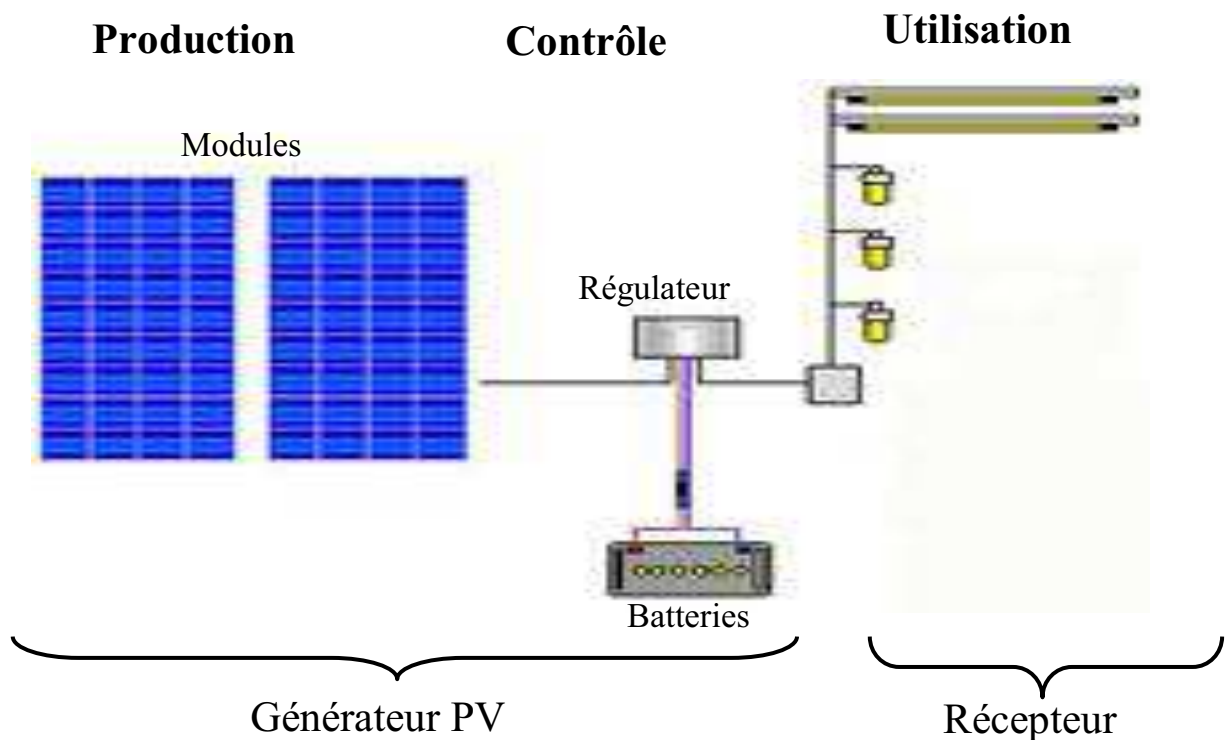 Production
Contrôle
Utilisation
Modules
Régulateur
Batteries
Générateur PV
Récepteur